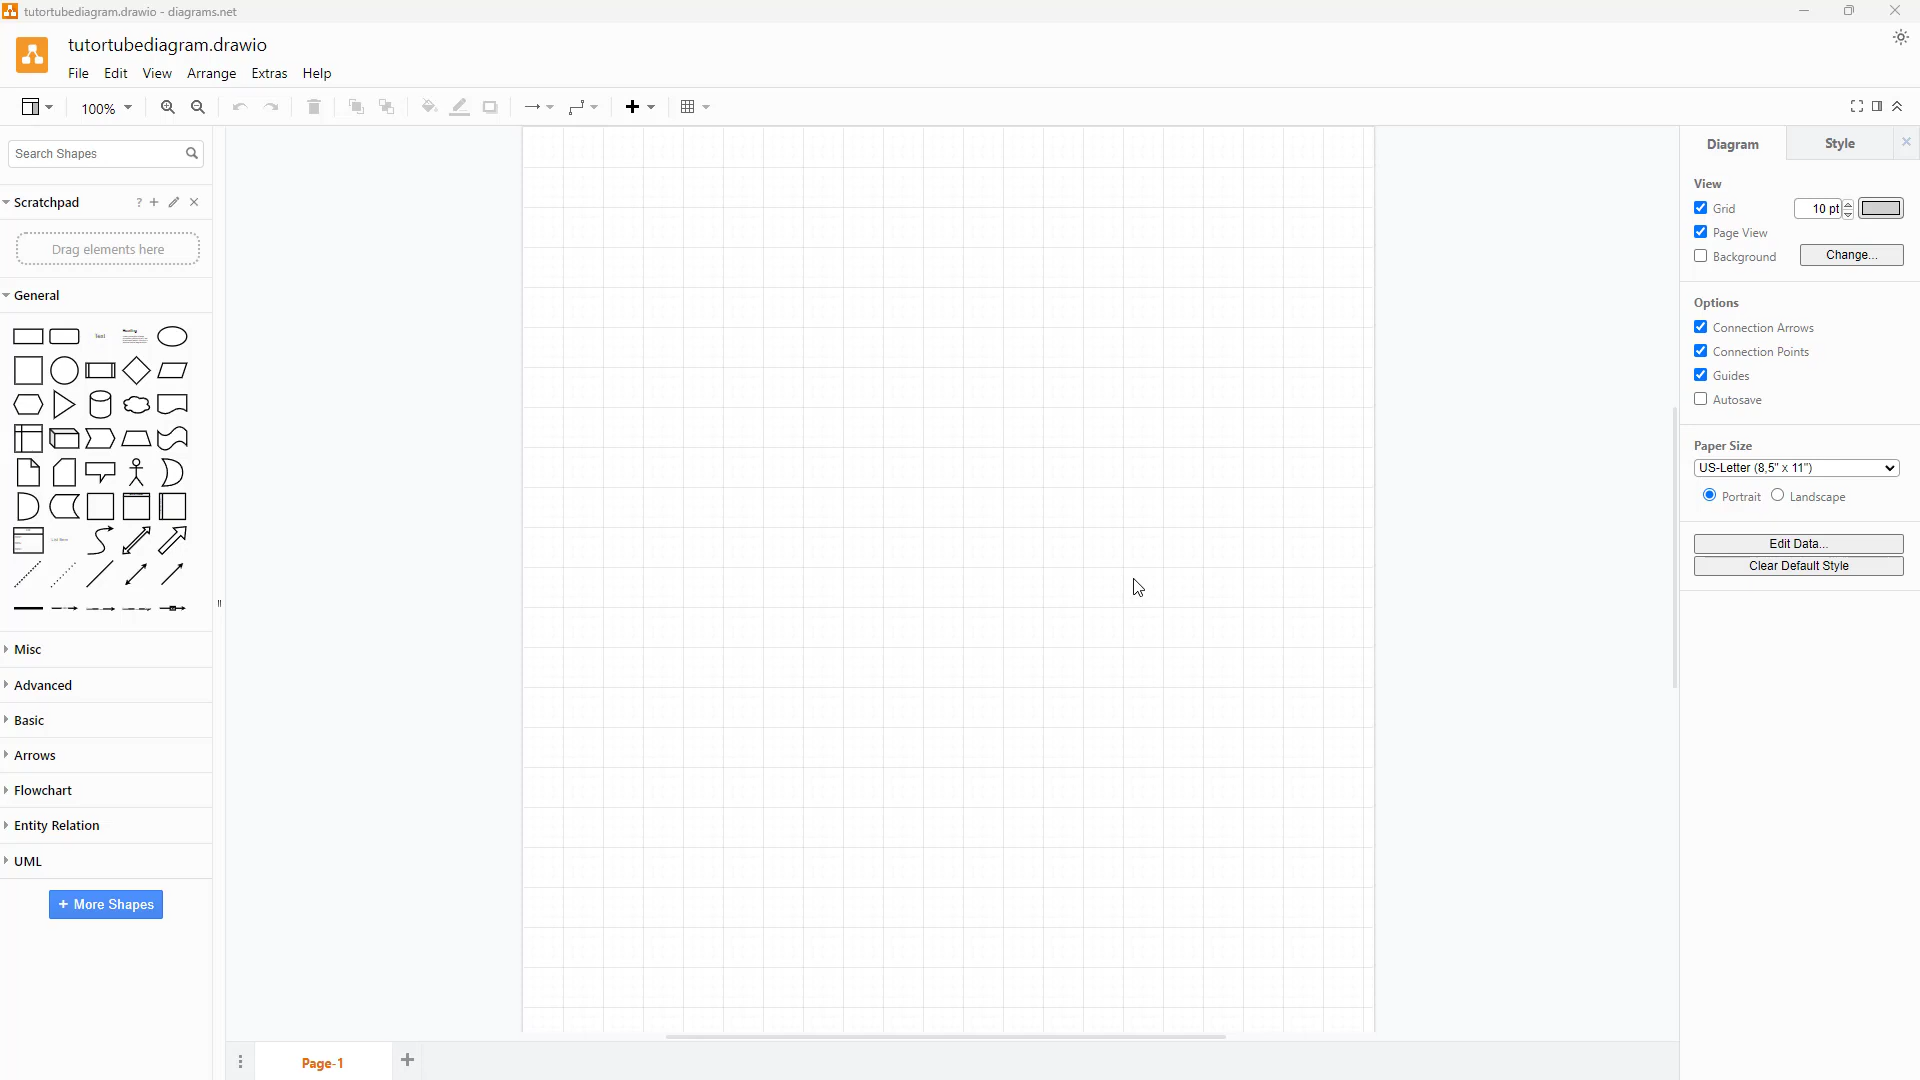 tutortubediagram.drawio - diagrams.net
tutortubediagram.drawio
File Edit View Arrange Extras Help
100%
Search Shapes
Scratchpad ?
Drag elements here
General
Text
Heading
Misc
Advanced
Basic
Arrows
Flowchart
Entity Relation
UML
+ More Shapes
Page-1
Diagram Style
View
Grid 10 pt
Page View
Background Change...
Options
Connection Arrows
Connection Points
Guides
Autosave
Paper Size
US-Letter (8,5" x 11")
Portrait Landscape
Edit Data...
Clear Default Style